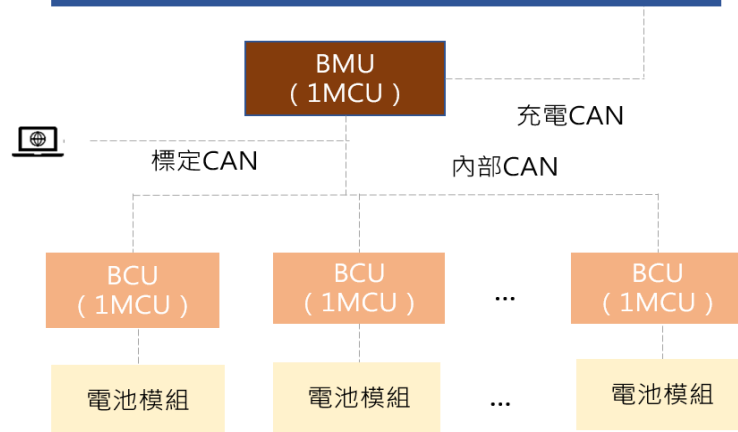 BMU
（1MCU）
充電CAN
標定CAN
內部CAN
BCU
（1MCU）
BCU
（1MCU）
...
BCU
（1MCU）
電池模組
電池模組
...
電池模組